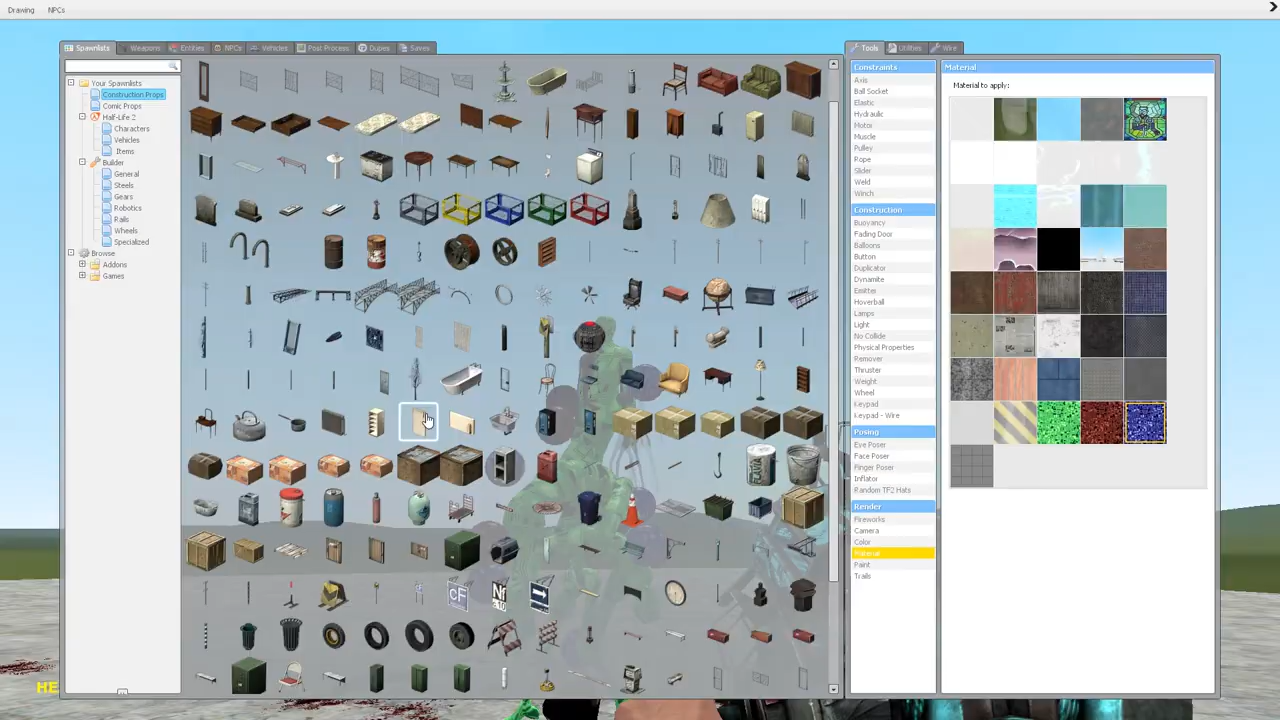 Drawing NPCs
Spawnlists Weapons Entities NPCs Vehicles Post Process Dupes Saves
Tools Utilities Wire
Your Spawnlists
Construction Props
Comic Props
Half-Life 2
Characters
Vehicles
Items
Builder
General
Steels
Gears
Robotics
Rails
Wheels
Specialized
Browse
Addons
Games
Constraints
Axis
Ball Socket
Elastic
Hydraulic
Motor
Muscle
Pulley
Rope
Slider
Weld
Winch
Construction
Buoyancy
Fading Door
Balloons
Button
Duplicator
Dynamite
Emitter
Hoverball
Lamps
Light
No Collide
Physical Properties
Remover
Thruster
Weight
Wheel
Keypad
Keypad - Wire
Posing
Eye Poser
Face Poser
Finger Poser
Inflator
Random TF2 Hats
Render
Fireworks
Camera
Color
Material
Paint
Trails
Material
Material to apply:
cF
HE